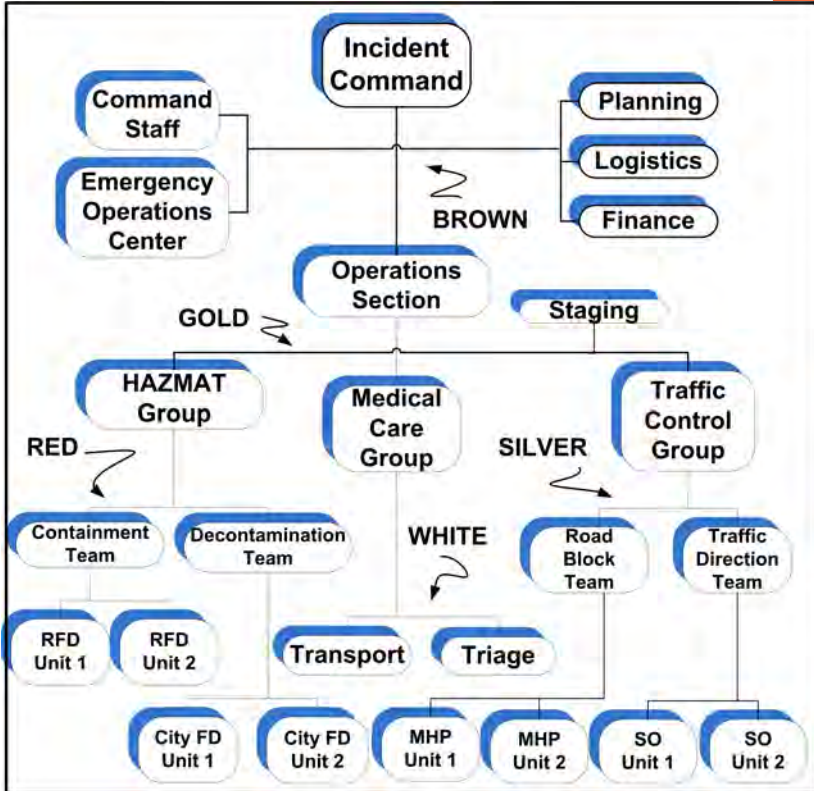 Incident
Command
Command
Staff
Planning
Logistics
Emergency
Operations
Center
BROWN
Finance
Operations
Section
GOLD
Staging
HAZMAT
Group
Medical
Care
Group
Traffic
Control
Group
RED
SILVER
Containment
Team
Decontamination
Team
WHITE
Road
Block
Team
Traffic
Direction
Team
RFD
Unit 1
RFD
Unit 2
Transport
Triage
City FD
Unit 1
City FD
Unit 2
MHP
Unit 1
MHP
Unit 2
SO
Unit 1
SO
Unit 2